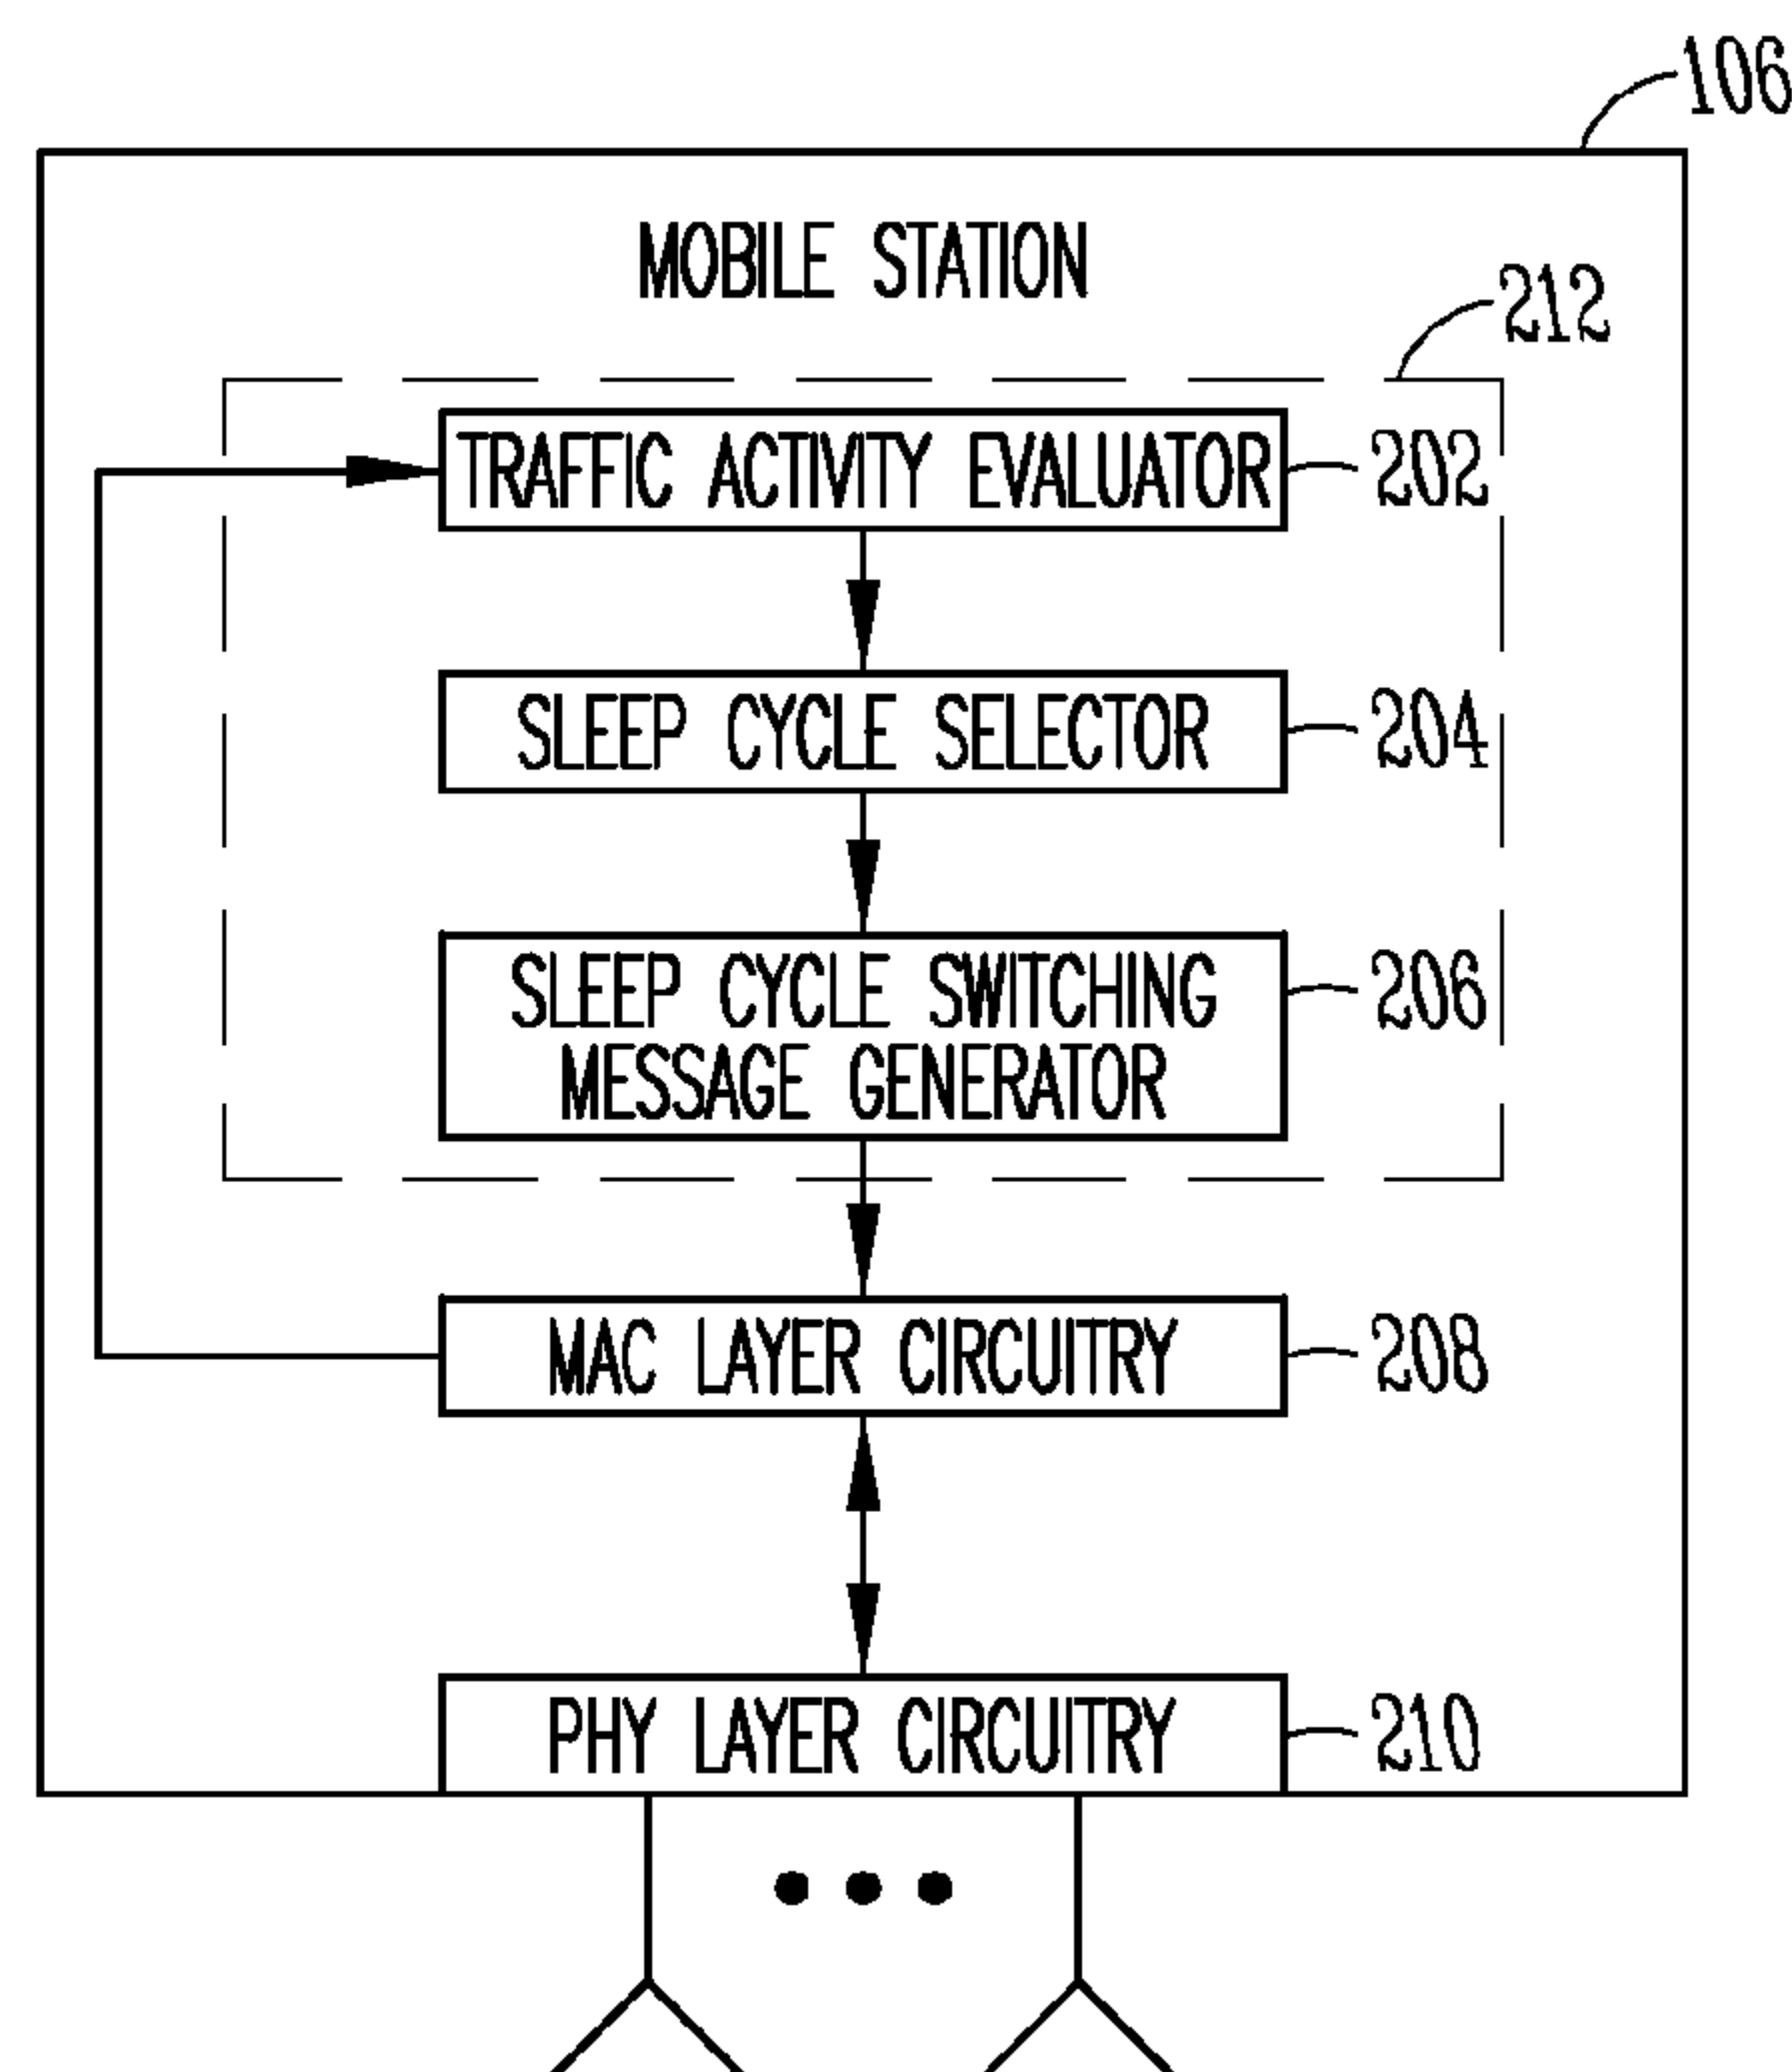 106
MOBILE STATION
212
TRAFFIC ACTIVITY EVALUATOR
202
SLEEP CYCLE SELECTOR
204
SLEEP CYCLE SWITCHING
MESSAGE GENERATOR
206
MAC LAYER CIRCUITRY
208
PHY LAYER CIRCUITRY
210